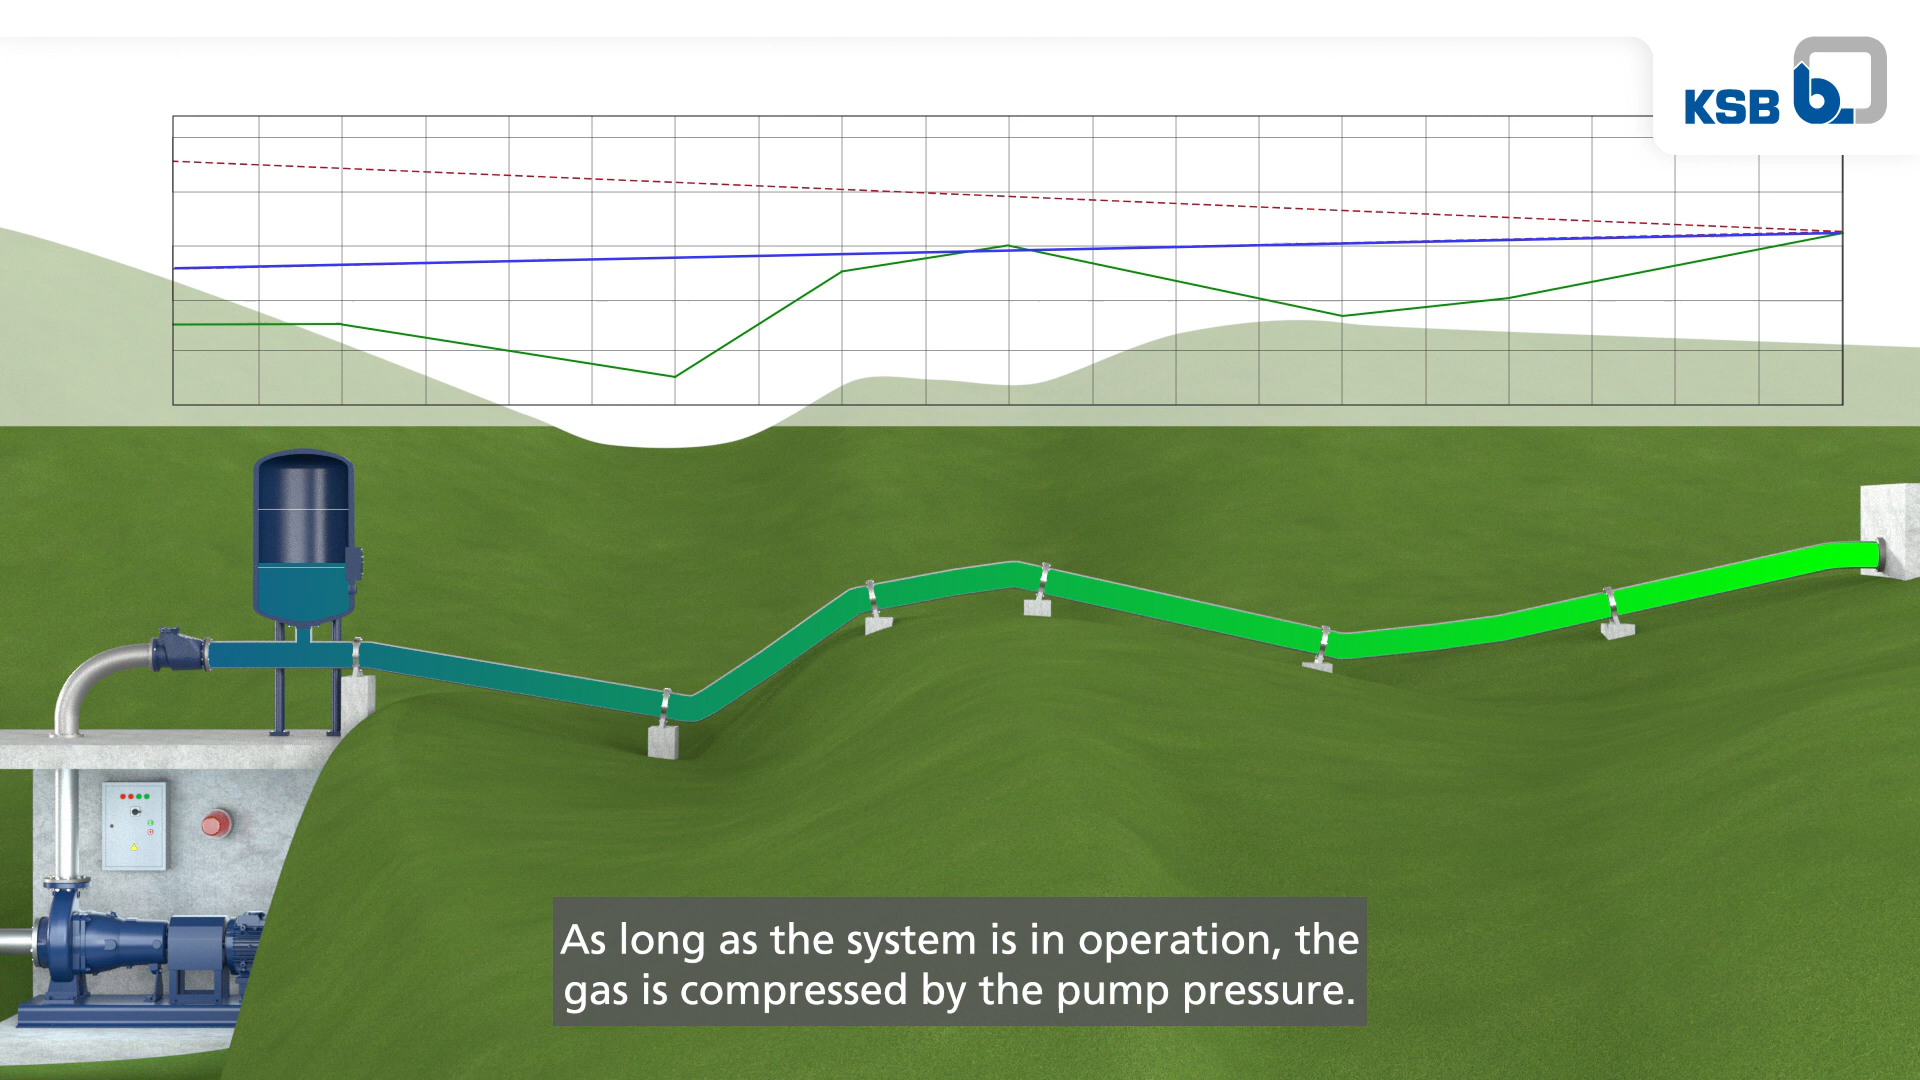 KSB b
As long as the system is in operation, the
gas is compressed by the pump pressure.